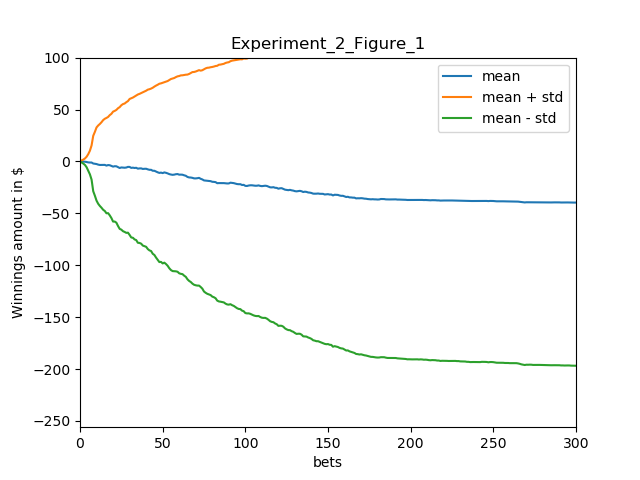 Experiment_2_Figure_1
mean
mean + std
mean - std
Winnings amount in $
100
50
0
−50
−100
−150
−200
−250
0 50 100 150 200 250 300
bets